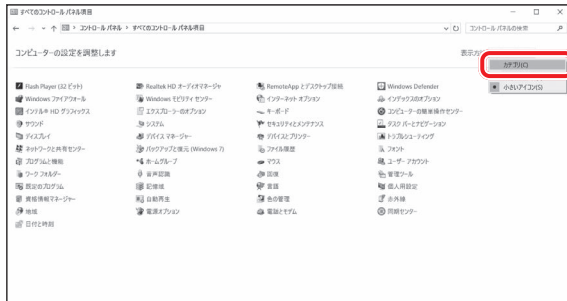 すべてのコントロール パネル項目
コントロール パネル > すべてのコントロール パネル項目
コントロール パネルの検索
コンピューターの設定を調整します
表示方
カテゴリ(C)
小さいアイコン(S)
Flash Player (32 ビット)
Realtek HD オーディオマネージャ
RemoteApp とデスクトップ接続
Windows Defender
Windows ファイアウォール
Windows モビリティ センター
インターネット オプション
インデックスのオプション
インテル® HD グラフィックス
エクスプローラーのオプション
キーボード
コンピューターの簡単操作センター
サウンド
システム
セキュリティとメンテナンス
タスク バーとナビゲーション
ディスプレイ
デバイス マネージャー
デバイスとプリンター
トラブルシューティング
ネットワークと共有センター
バックアップと復元 (Windows 7)
ファイル履歴
フォント
プログラムと機能
ホームグループ
マウス
ユーザー アカウント
ワーク フォルダー
音声認識
回復
管理ツール
既定のプログラム
記憶域
言語
個人用設定
資格情報マネージャー
自動再生
色の管理
赤外線
地域
電源オプション
電話とモデム
同期センター
日付と時刻